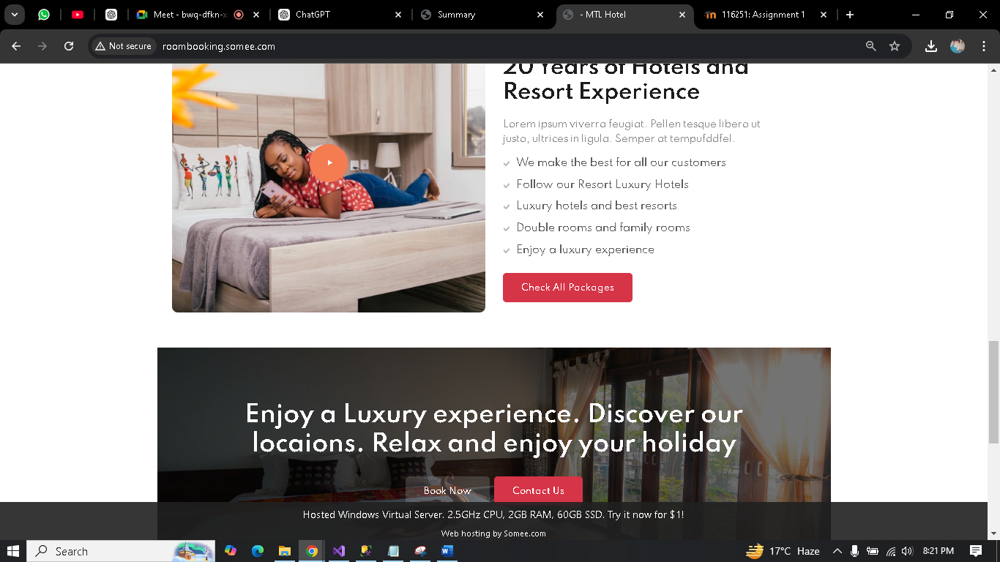 Meet - bwq-dfkn-x
ChatGPT
Summary
- MTL Hotel
116251: Assignment 1
Not secure
roombooking.somee.com
20 Years of Hotels and
Resort Experience
Lorem ipsum viverra feugiat. Pellen tesque libero ut
justo, ultrices in ligula. Semper at tempufddfel.
We make the best for all our customers
Follow our Resort Luxury Hotels
Luxury hotels and best resorts
Double rooms and family rooms
Enjoy a luxury experience
Check All Packages
Enjoy a Luxury experience. Discover our
locaions. Relax and enjoy your holiday
Book Now
Contact Us
Hosted Windows Virtual Server. 2.5GHz CPU, 2GB RAM, 60GB SSD. Try it now for $1!
Web hosting by Somee.com
Search
17°C Haze
8:21 PM